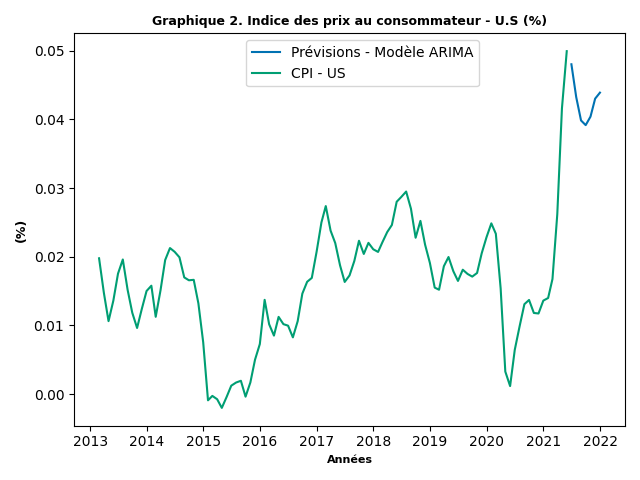 Graphique 2. Indice des prix au consommateur - U.S (%)
Prévisions - Modèle ARIMA
CPI - US
(%)
0.05
0.04
0.03
0.02
0.01
0.00
2013 2014 2015 2016 2017 2018 2019 2020 2021 2022
Années